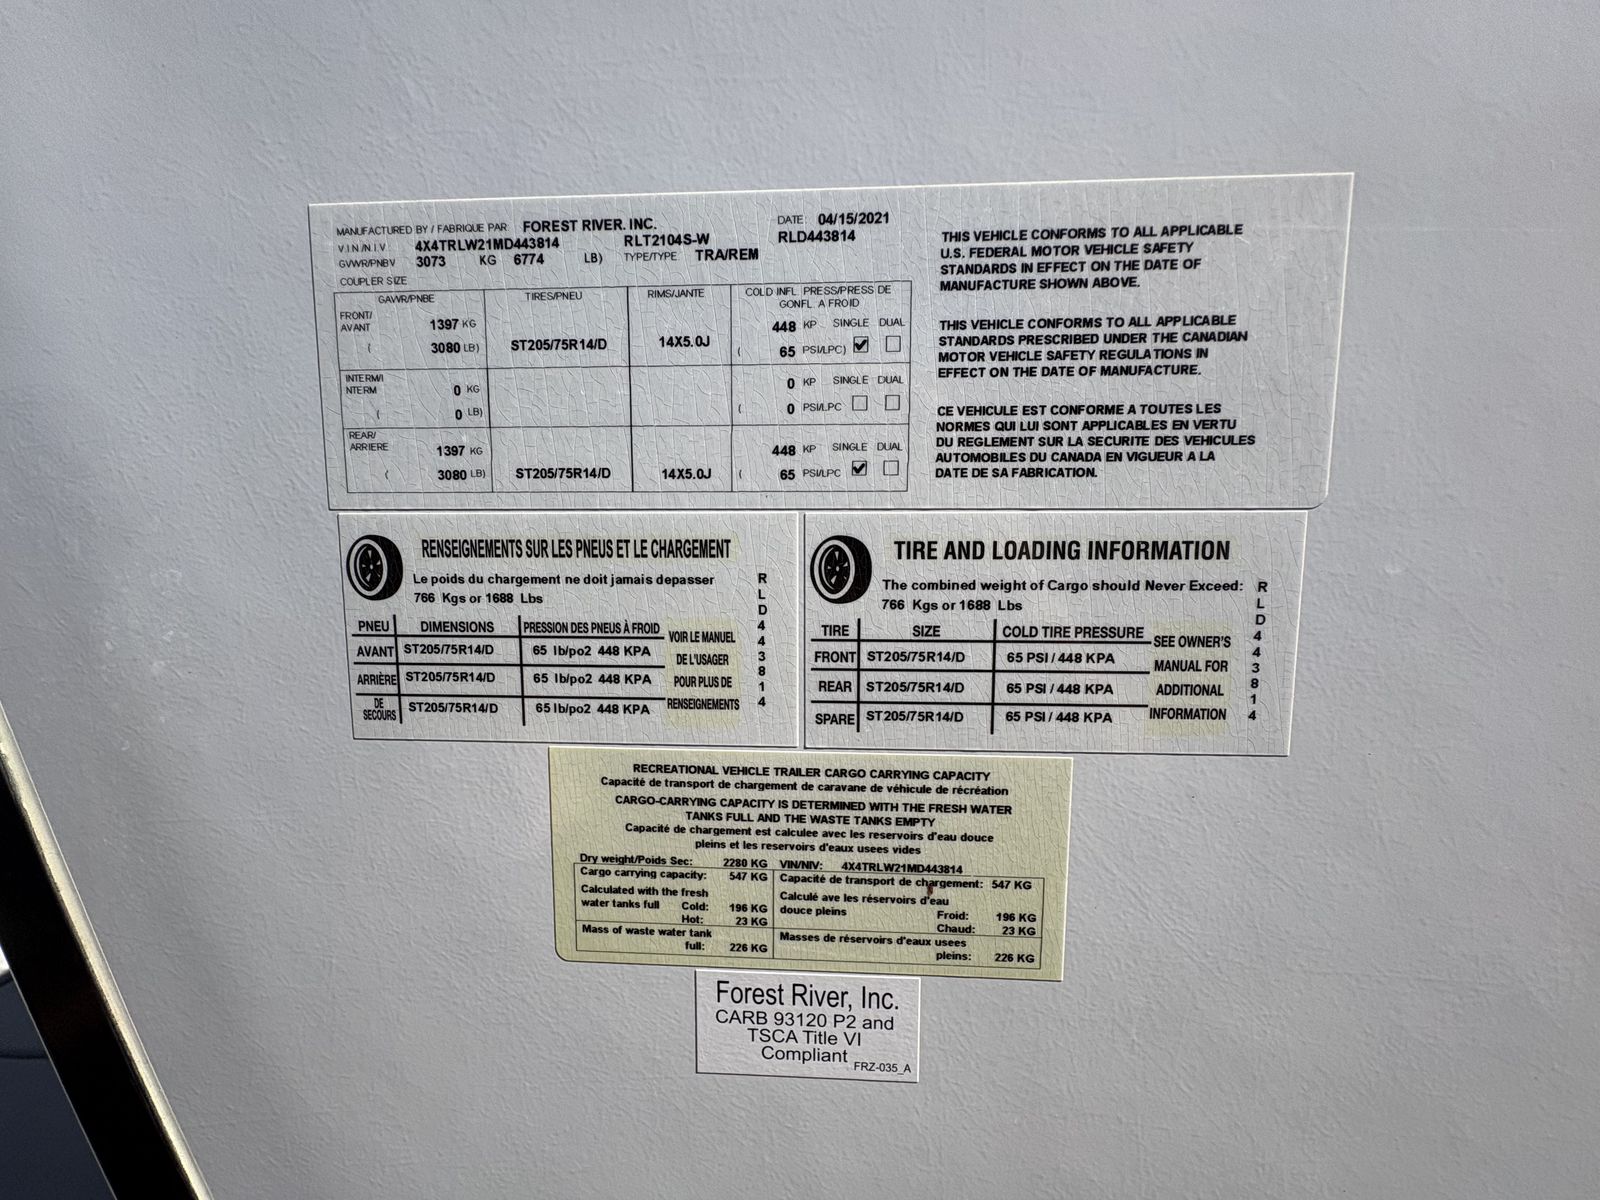 MANUFACTURED BY / FABRIQUE PAR FOREST RIVER, INC. DATE 04/15/2021
V.I.N./N.I.V 4X4TRLW21MD443814 RLT2104S-W RLD443814
GVWR/PNBV 3073 KG 6774 LB) TYPE/TYPE TRA/REM
COUPLER SIZE
GAWR/PNBE TIRES/PNEU RIMS/JANTE COLD INFL PRESS/PRESS DE
GONFL A FROID
FRONT/
AVANT 1397 KG 448 KP SINGLE DUAL
( 3080 LB) ST205/75R14/D 14X5.0J ( 65 PSI/LPC)
INTERM/I
NTERM 0 KG 0 KP SINGLE DUAL
( 0 LB) ( 0 PSI/LPC
REAR/
ARRIERE 1397 KG 448 KP SINGLE DUAL
( 3080 LB) ST205/75R14/D 14X5.0J ( 65 PSI/LPC
THIS VEHICLE CONFORMS TO ALL APPLICABLE
U.S. FEDERAL MOTOR VEHICLE SAFETY
STANDARDS IN EFFECT ON THE DATE OF
MANUFACTURE SHOWN ABOVE.
THIS VEHICLE CONFORMS TO ALL APPLICABLE
STANDARDS PRESCRIBED UNDER THE CANADIAN
MOTOR VEHICLE SAFETY REGULATIONS IN
EFFECT ON THE DATE OF MANUFACTURE.
CE VEHICULE EST CONFORME A TOUTES LES
NORMES QUI LUI SONT APPLICABLES EN VERTU
DU REGLEMENT SUR LA SECURITE DES VEHICULES
AUTOMOBILES DU CANADA EN VIGUEUR A LA
DATE DE SA FABRICATION.
RENSEIGNEMENTS SUR LES PNEUS ET LE CHARGEMENT
Le poids du chargement ne doit jamais depasser
766 Kgs or 1688 Lbs
PNEU DIMENSIONS PRESSION DES PNEUS À FROID
AVANT ST205/75R14/D 65 lb/po2 448 KPA
ARRIÈRE ST205/75R14/D 65 lb/po2 448 KPA
DE
SECOURS ST205/75R14/D 65 lb/po2 448 KPA
VOIR LE MANUEL
DE L'USAGER
POUR PLUS DE
RENSEIGNEMENTS
RLD443814
TIRE AND LOADING INFORMATION
The combined weight of Cargo should Never Exceed:
766 Kgs or 1688 Lbs
TIRE SIZE COLD TIRE PRESSURE
FRONT ST205/75R14/D 65 PSI / 448 KPA
REAR ST205/75R14/D 65 PSI / 448 KPA
SPARE ST205/75R14/D 65 PSI / 448 KPA
SEE OWNER'S
MANUAL FOR
ADDITIONAL
INFORMATION
RLD443814
RECREATIONAL VEHICLE TRAILER CARGO CARRYING CAPACITY
Capacité de transport de chargement de caravane de véhicule de récréation
CARGO-CARRYING CAPACITY IS DETERMINED WITH THE FRESH WATER
TANKS FULL AND THE WASTE TANKS EMPTY
Capacité de chargement est calculee avec les reservoirs d'eau douce
pleins et les reservoirs d'eaux usees vides
Dry weight/Poids Sec: 2280 KG VIN/NIV: 4X4TRLW21MD443814
Cargo carrying capacity: 547 KG Capacité de transport de chargement: 547 KG
Calculated with the fresh
water tanks full Cold: 196 KG
Hot: 23 KG
Calculé ave les réservoirs d'eau
douce pleins Froid: 196 KG
Chaud: 23 KG
Mass of waste water tank
full: 226 KG
Masses de réservoirs d'eaux usees
pleins: 226 KG
Forest River, Inc.
CARB 93120 P2 and
TSCA Title VI
Compliant
FRZ-035_A